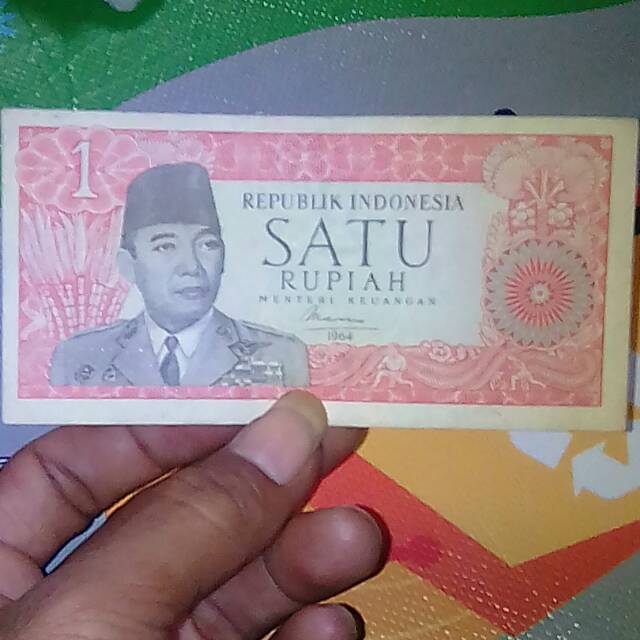 1
REPUBLIK INDONESIA
SATU
RUPIAH
MENTERI KEUANGAN
1964